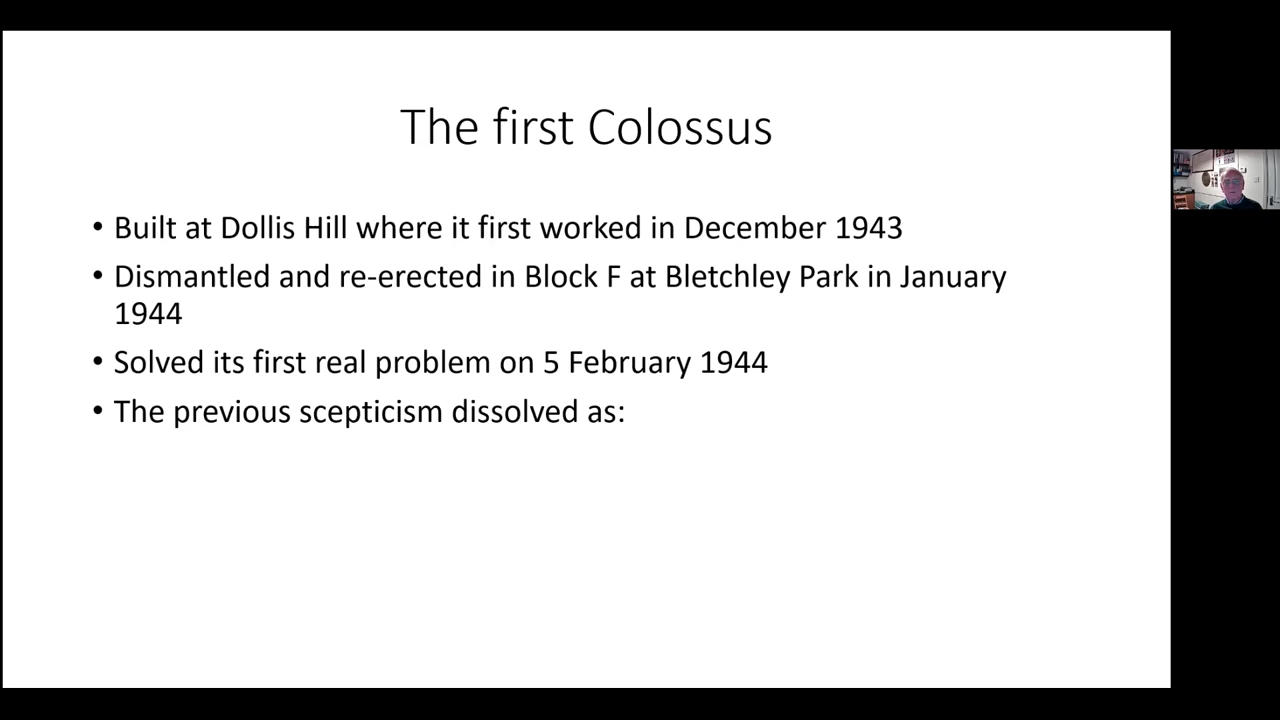 The first Colossus
• Built at Dollis Hill where it first worked in December 1943
• Dismantled and re-erected in Block F at Bletchley Park in January
1944
• Solved its first real problem on 5 February 1944
• The previous scepticism dissolved as: